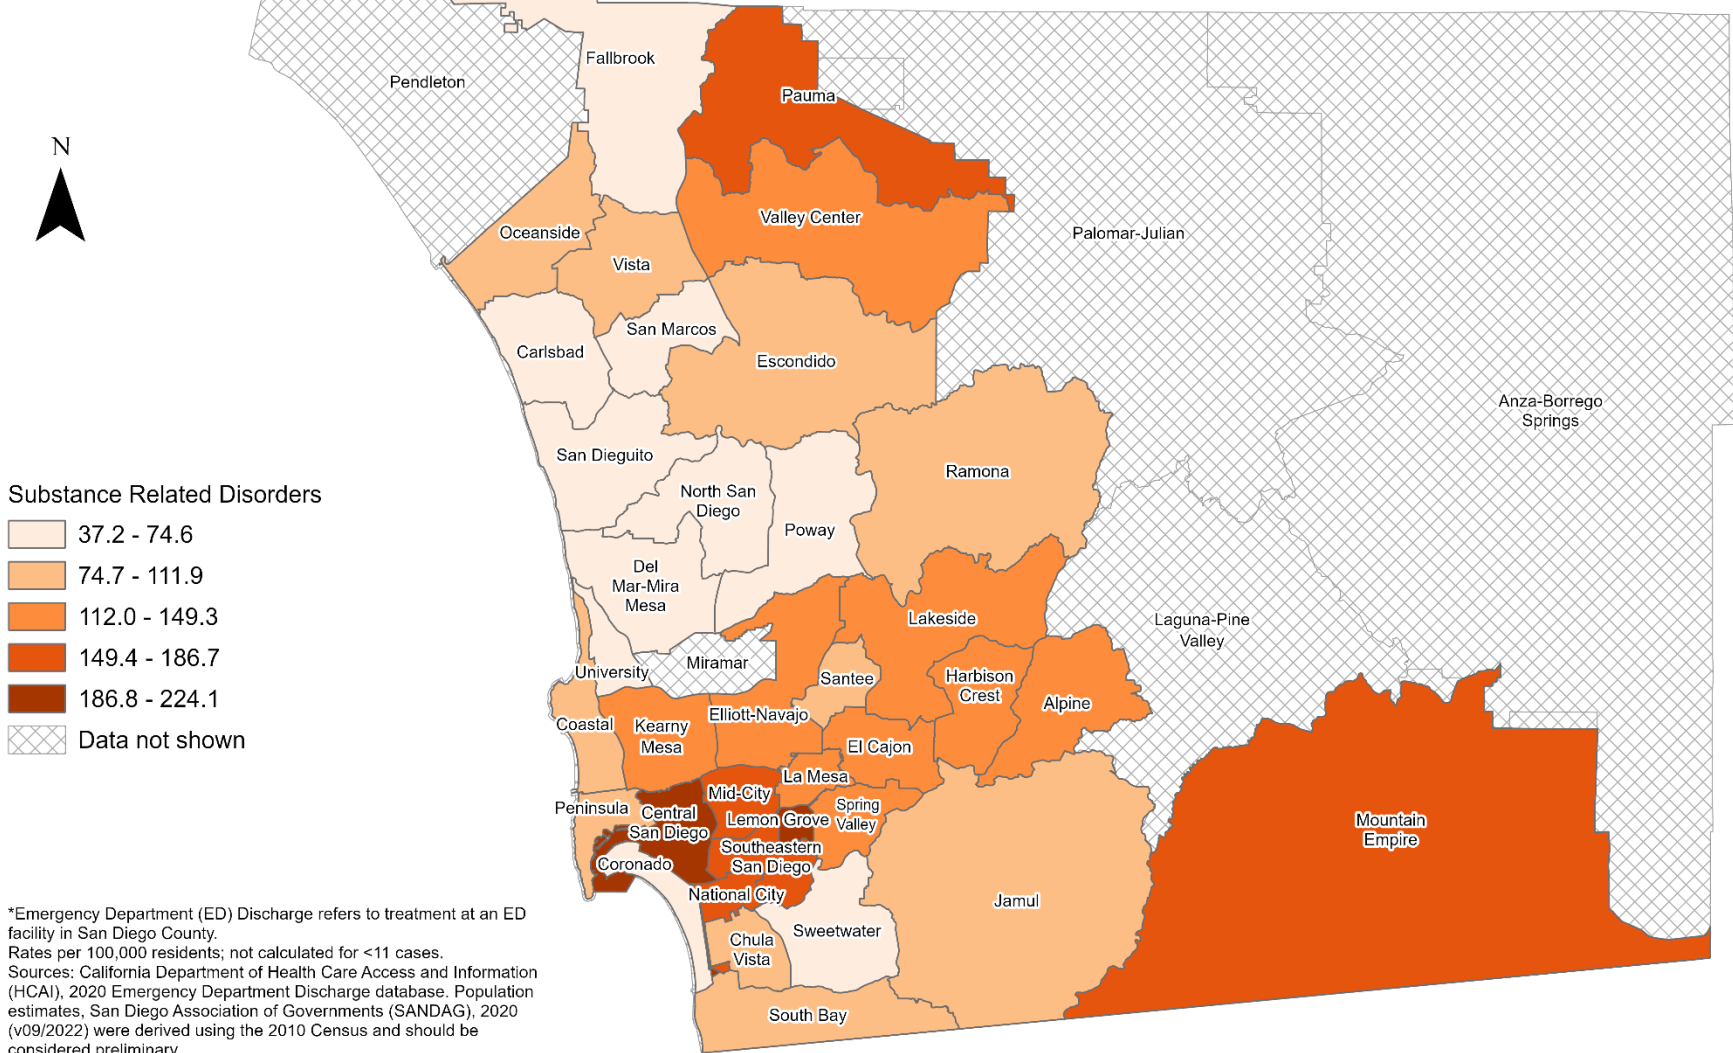 Fallbrook
Pendleton
Pauma
N
Valley Center
Oceanside
Palomar-Julian
Vista
San Marcos
Carlsbad
Escondido
Anza-Borrego
Springs
San Dieguito
Ramona
North San
Diego
Poway
Substance Related Disorders
37.2 - 74.6
74.7 - 111.9
112.0 - 149.3
149.4 - 186.7
186.8 - 224.1
Data not shown
Del
Mar-Mira
Mesa
Lakeside
Laguna-Pine
Valley
Miramar
University
Santee
Harbison
Crest
Alpine
Elliott-Navajo
Coastal
Kearny
Mesa
El Cajon
La Mesa
Mid-City
Peninsula
Central
San Diego
Lemon Grove
Spring
Valley
Mountain
Empire
Southeastern
San Diego
Coronado
National City
Jamul
Sweetwater
Chula
Vista
South Bay
*Emergency Department (ED) Discharge refers to treatment at an ED
facility in San Diego County.
Rates per 100,000 residents; not calculated for <11 cases.
Sources: California Department of Health Care Access and Information
(HCAI), 2020 Emergency Department Discharge database. Population
estimates, San Diego Association of Governments (SANDAG), 2020
(v09/2022) were derived using the 2010 Census and should be
considered preliminary.